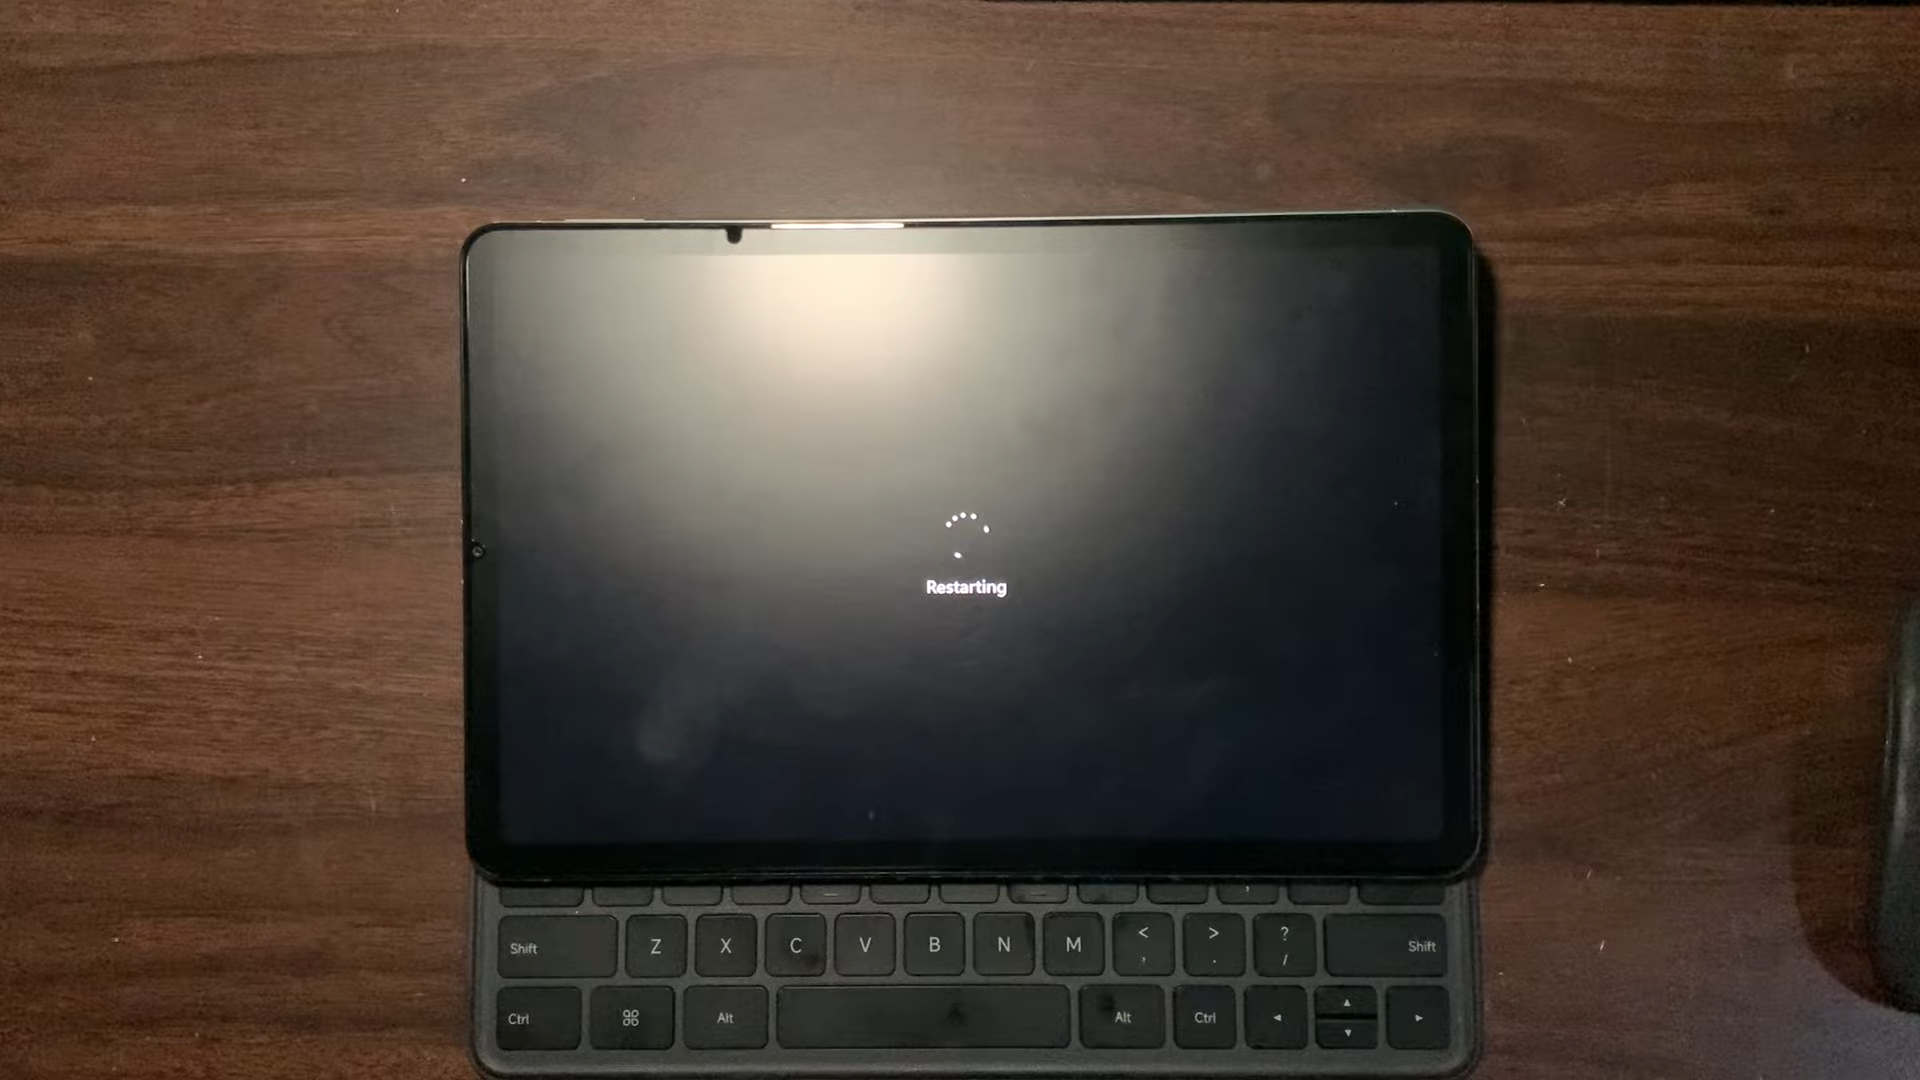 Restarting
Shift Z X C V B N M < , > . ? / Shift
Ctrl ⌘ Alt Alt Ctrl ◄ ▲ ▼ ►